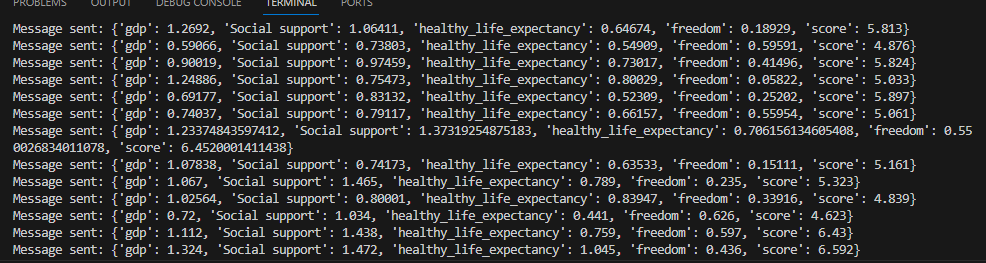 PROBLEMS OUTPUT DEBUG CONSOLE TERMINAL PORTS
Message sent: {'gdp': 1.2692, 'Social support': 1.06411, 'healthy_life_expectancy': 0.64674, 'freedom': 0.18929, 'score': 5.813}
Message sent: {'gdp': 0.59066, 'Social support': 0.73803, 'healthy_life_expectancy': 0.54909, 'freedom': 0.59591, 'score': 4.876}
Message sent: {'gdp': 0.90019, 'Social support': 0.97459, 'healthy_life_expectancy': 0.73017, 'freedom': 0.41496, 'score': 5.824}
Message sent: {'gdp': 1.24886, 'Social support': 0.75473, 'healthy_life_expectancy': 0.80029, 'freedom': 0.05822, 'score': 5.033}
Message sent: {'gdp': 0.69177, 'Social support': 0.83132, 'healthy_life_expectancy': 0.52309, 'freedom': 0.25202, 'score': 5.897}
Message sent: {'gdp': 0.74037, 'Social support': 0.79117, 'healthy_life_expectancy': 0.66157, 'freedom': 0.55954, 'score': 5.061}
Message sent: {'gdp': 1.23374843597412, 'Social support': 1.37319254875183, 'healthy_life_expectancy': 0.706156134605408, 'freedom': 0.55
0026834011078, 'score': 6.4520001411438}
Message sent: {'gdp': 1.07838, 'Social support': 0.74173, 'healthy_life_expectancy': 0.63533, 'freedom': 0.15111, 'score': 5.161}
Message sent: {'gdp': 1.067, 'Social support': 1.465, 'healthy_life_expectancy': 0.789, 'freedom': 0.235, 'score': 5.323}
Message sent: {'gdp': 1.02564, 'Social support': 0.80001, 'healthy_life_expectancy': 0.83947, 'freedom': 0.33916, 'score': 4.839}
Message sent: {'gdp': 0.72, 'Social support': 1.034, 'healthy_life_expectancy': 0.441, 'freedom': 0.626, 'score': 4.623}
Message sent: {'gdp': 1.112, 'Social support': 1.438, 'healthy_life_expectancy': 0.759, 'freedom': 0.597, 'score': 6.43}
Message sent: {'gdp': 1.324, 'Social support': 1.472, 'healthy_life_expectancy': 1.045, 'freedom': 0.436, 'score': 6.592}